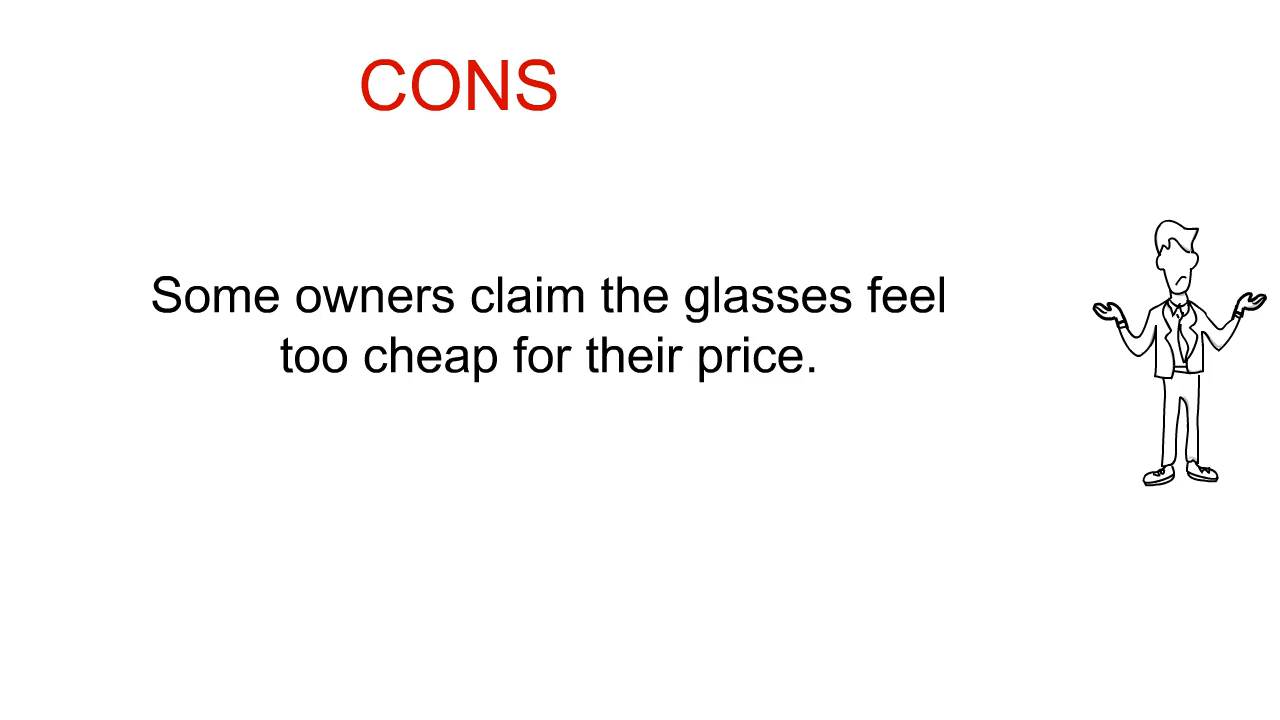 CONS
Some owners claim the glasses feel
too cheap for their price.